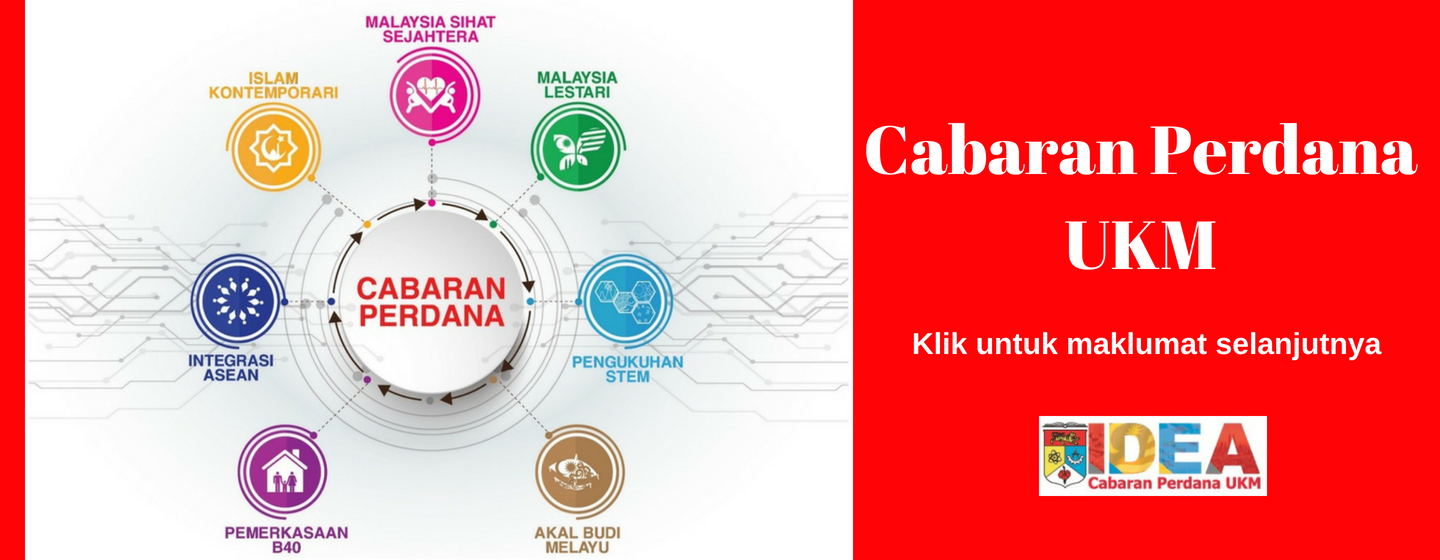 MALAYSIA SIHAT
SEJAHTERA
ISLAM
KONTEMPORARI
MALAYSIA
LESTARI
CABARAN
PERDANA
INTEGRASI
ASEAN
PENGUKUHAN
STEM
PEMERKASAAN
B40
AKAL BUDI
MELAYU
Cabaran Perdana
UKM
Klik untuk maklumat selanjutnya
IDEA
Cabaran Perdana UKM